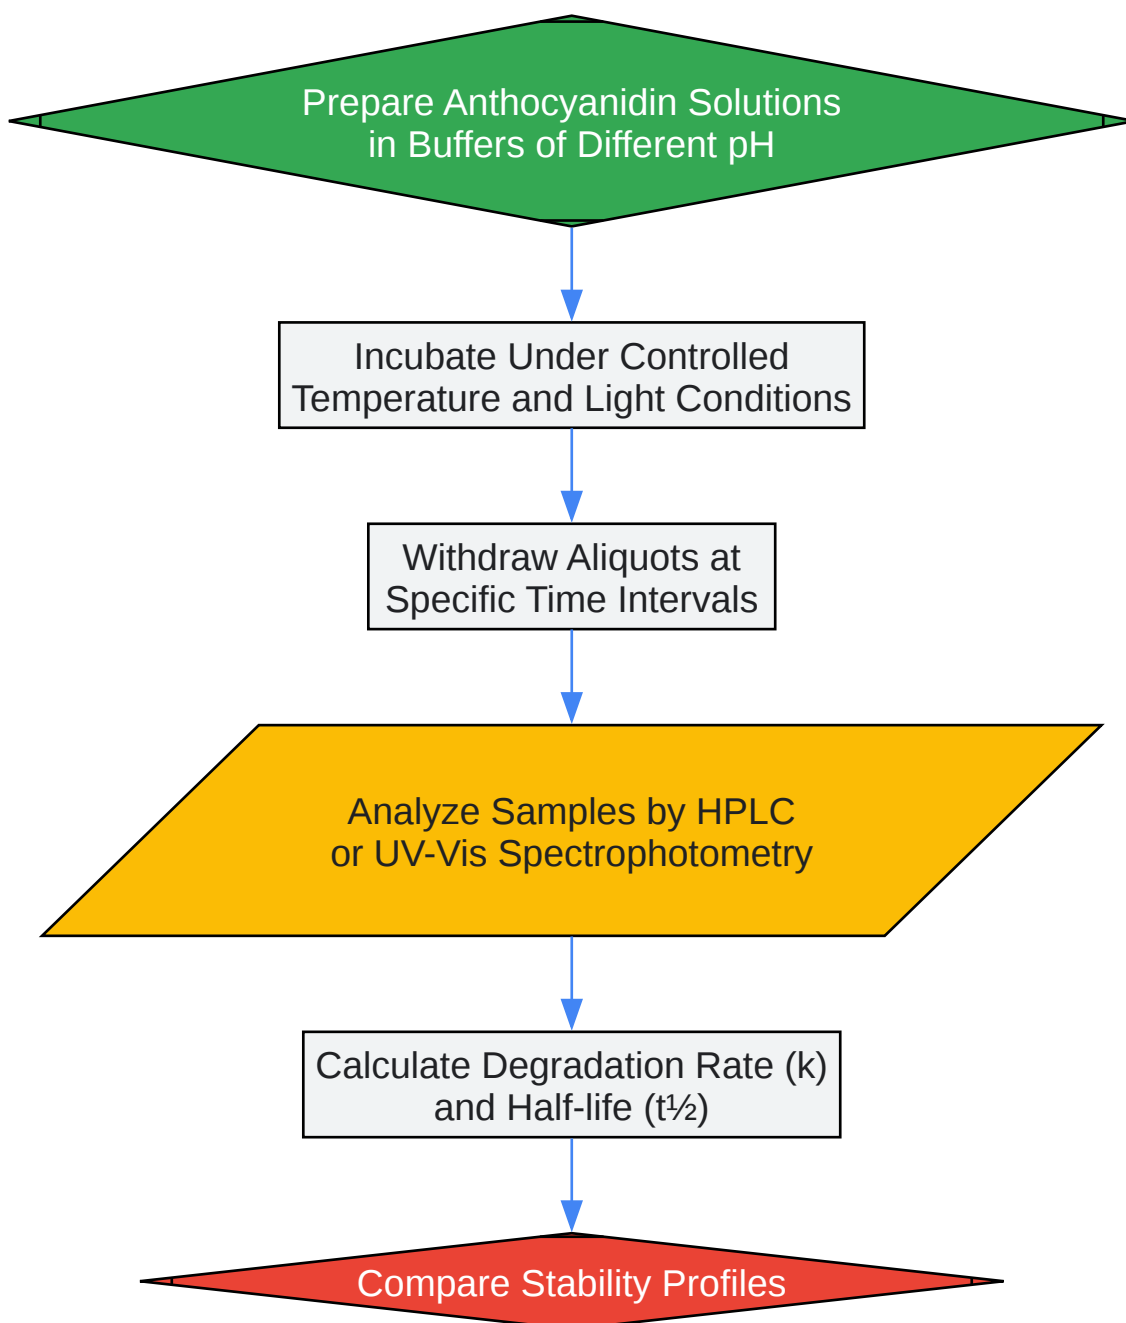 Prepare Anthocyanidin Solutions
in Buffers of Different pH
Incubate Under Controlled
Temperature and Light Conditions
Withdraw Aliquots at
Specific Time Intervals
Analyze Samples by HPLC
or UV-Vis Spectrophotometry
Calculate Degradation Rate (k)
and Half-life (t½)
Compare Stability Profiles